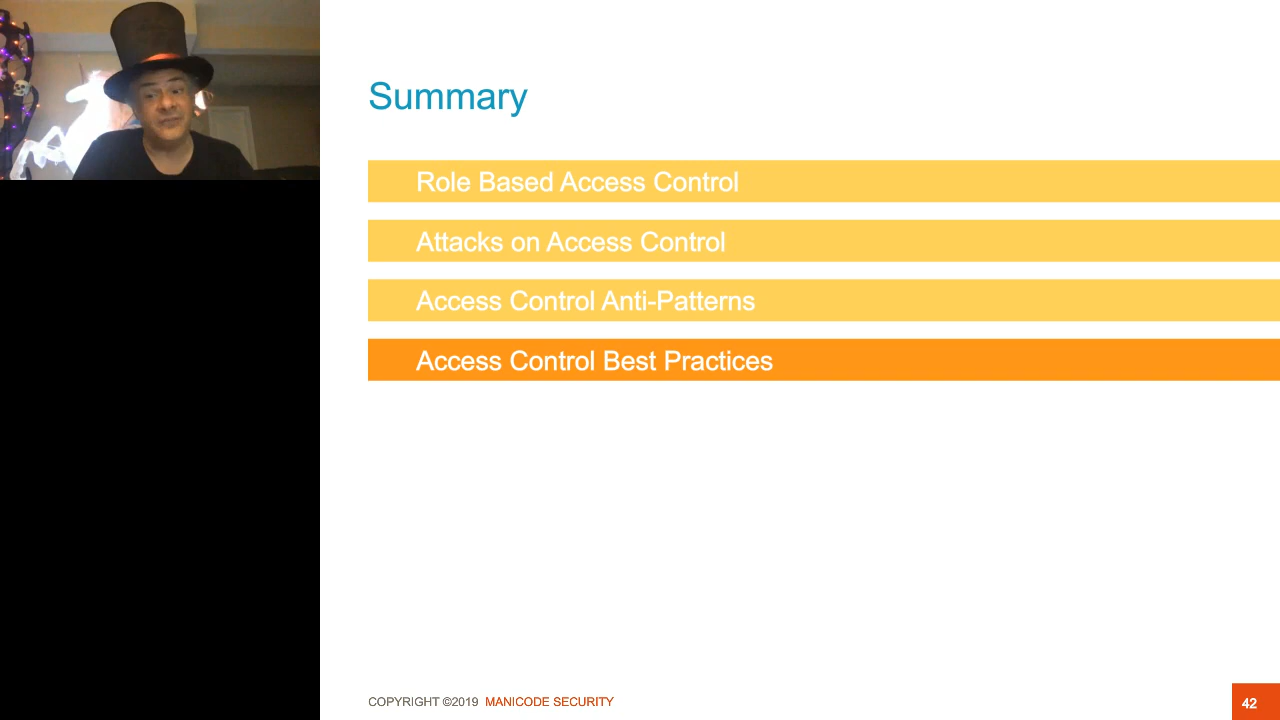 Summary
Role Based Access Control
Attacks on Access Control
Access Control Anti-Patterns
Access Control Best Practices
COPYRIGHT ©2019 MANICODE SECURITY
42